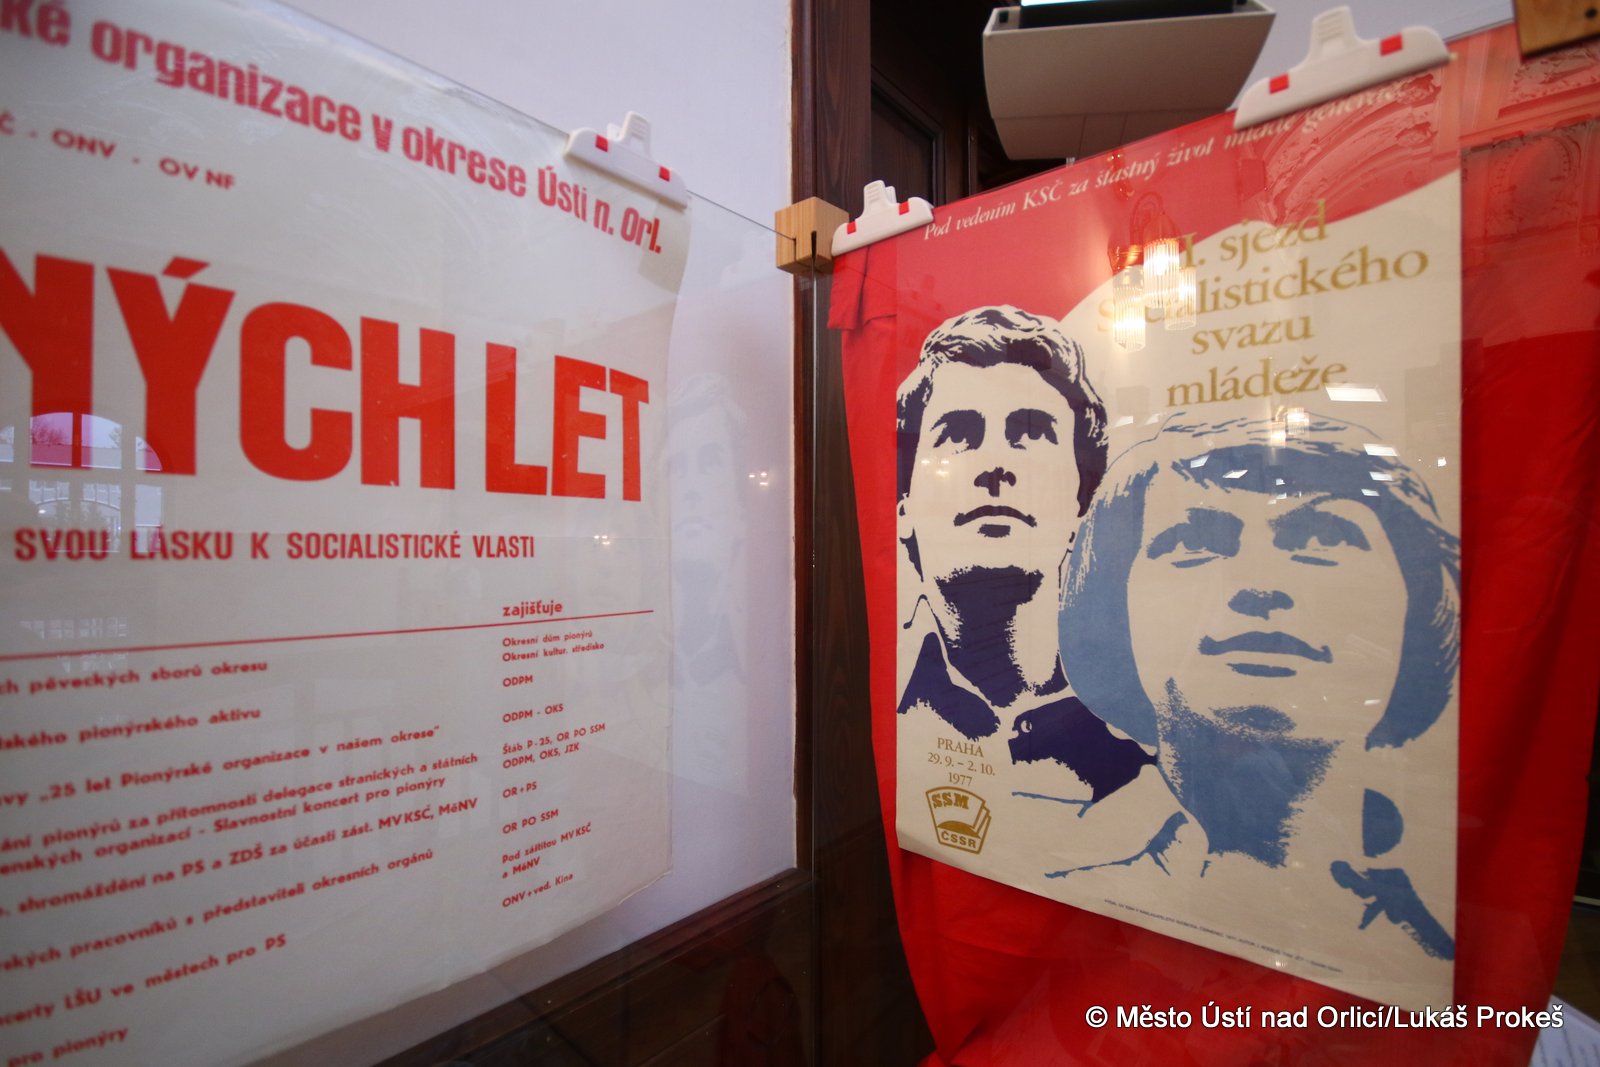 ké organizace v okrese Ústi n. Orl.
Č - ONV - OV NF
NÝCH LET
SVOU LÁSKU K SOCIALISTICKÉ VLASTI
zajišťuje
Okresní dům pionýrů
Okresní kultur. středisko
ch pěveckých sborů okresu
ODPM
lského pionýrského aktivu
ODPM - OKS
vy „25 let Pionýrské organizace v našem okrese"
Štáb P-25, OR PO SSM
ODPM, OKS, JZK
ání pionýrů za přítomnosti delegace stranických a státních
enských organizací - Slavnostní koncert pro pionýry
OR + PS
shromáždění na PS a ZDŠ za účasti zást. MV KSČ, MěNV
OR PO SSM
rských pracovníků s představiteli okresních orgánů
Pod záštitou MV KSČ
a MěNV
ncerty LŠU ve městech pro PS
ONV + ved. Kina
pro pionýry
Pod vedením KSČ za šťastný život mladé generace
I. sjezd
Socialistického
svazu
mládeže
PRAHA
29. 9. – 2. 10.
1977
SSM
ČSSR
© Město Ústí nad Orlicí/Lukáš Prokeš